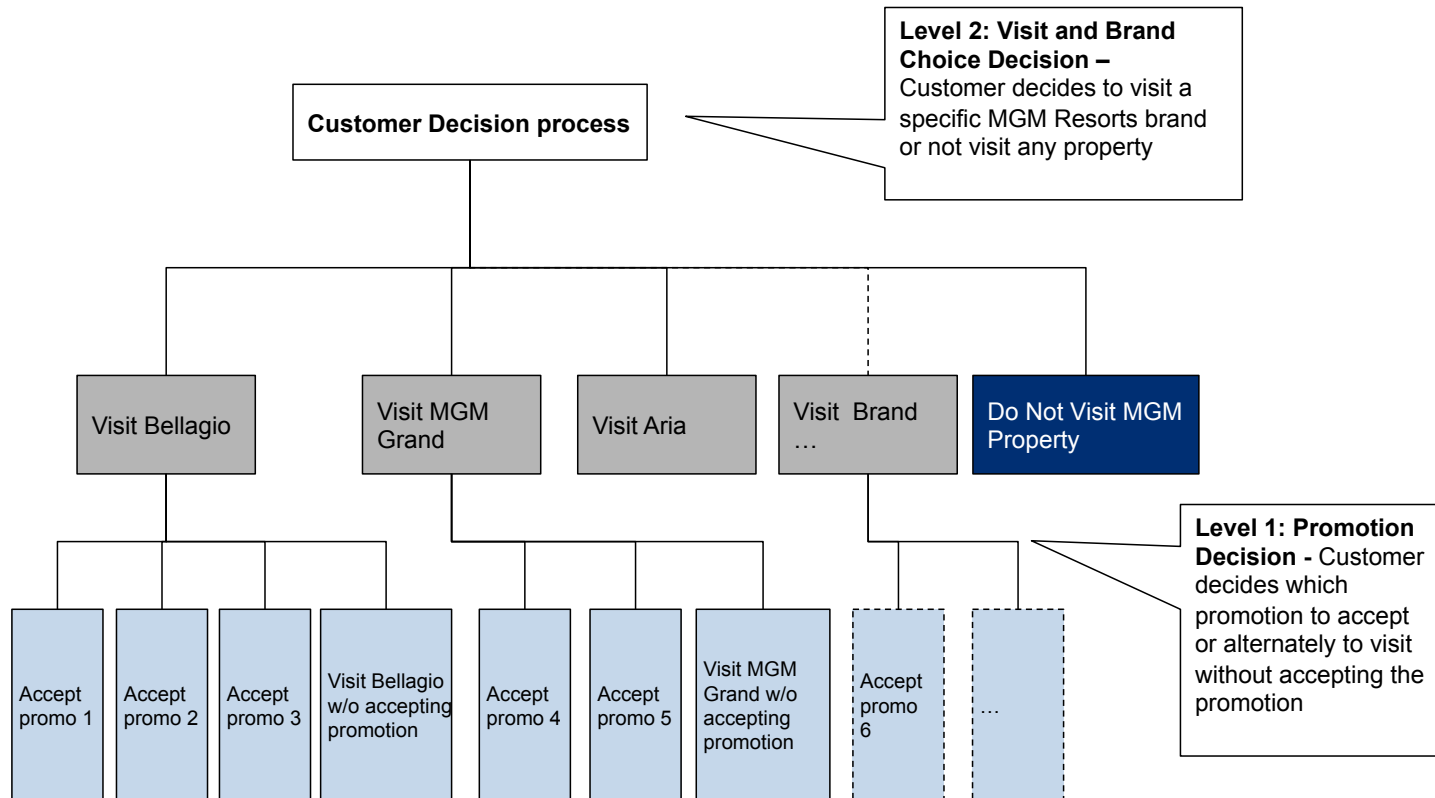 Level 2: Visit and Brand
Choice Decision –
Customer decides to visit a
specific MGM Resorts brand
or not visit any property
Customer Decision process
Visit Bellagio
Visit MGM
Grand
Visit Aria
Visit Brand
…
Do Not Visit MGM
Property
Level 1: Promotion
Decision - Customer
decides which
promotion to accept
or alternately to visit
without accepting the
promotion
Accept
promo 1
Accept
promo 2
Accept
promo 3
Visit Bellagio
w/o accepting
promotion
Accept
promo 4
Accept
promo 5
Visit MGM
Grand w/o
accepting
promotion
Accept
promo
6
…